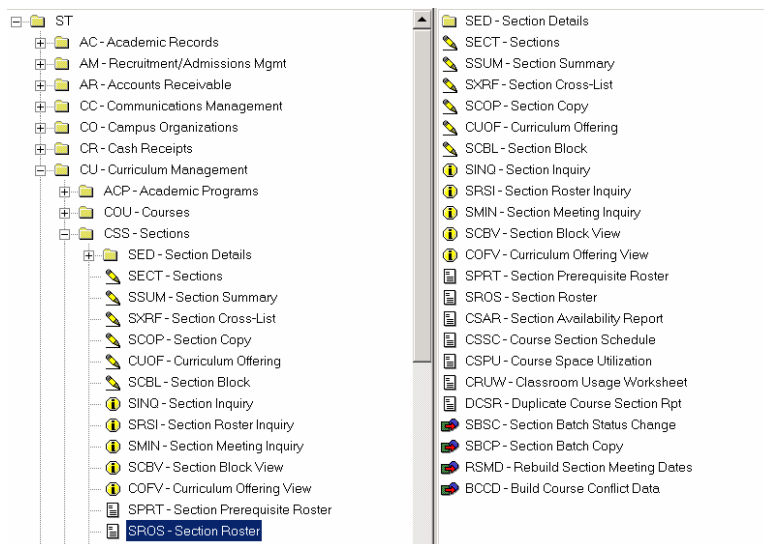 ST
AC - Academic Records
AM - Recruitment/Admissions Mgmt
AR - Accounts Receivable
CC - Communications Management
CO - Campus Organizations
CR - Cash Receipts
CU - Curriculum Management
ACP - Academic Programs
COU - Courses
CSS - Sections
SED - Section Details
SECT - Sections
SSUM - Section Summary
SXRF - Section Cross-List
SCOP - Section Copy
CUOF - Curriculum Offering
SCBL - Section Block
SINQ - Section Inquiry
SRSI - Section Roster Inquiry
SMIN - Section Meeting Inquiry
SCBV - Section Block View
COFV - Curriculum Offering View
SPRT - Section Prerequisite Roster
SROS - Section Roster
SED - Section Details
SECT - Sections
SSUM - Section Summary
SXRF - Section Cross-List
SCOP - Section Copy
CUOF - Curriculum Offering
SCBL - Section Block
SINQ - Section Inquiry
SRSI - Section Roster Inquiry
SMIN - Section Meeting Inquiry
SCBV - Section Block View
COFV - Curriculum Offering View
SPRT - Section Prerequisite Roster
SROS - Section Roster
CSAR - Section Availability Report
CSSC - Course Section Schedule
CSPU - Course Space Utilization
CRUW - Classroom Usage Worksheet
DCSR - Duplicate Course Section Rpt
SBSC - Section Batch Status Change
SBCP - Section Batch Copy
RSMD - Rebuild Section Meeting Dates
BCCD - Build Course Conflict Data